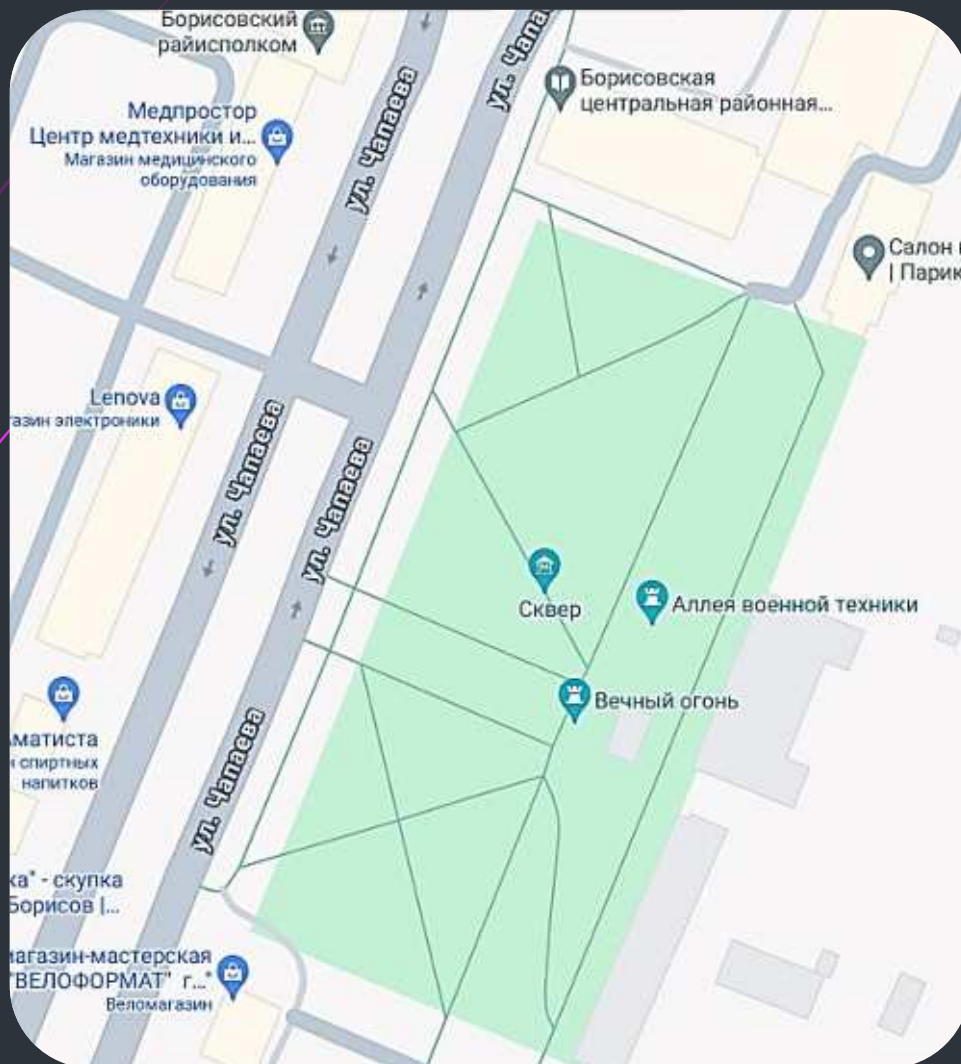 Борисовский
райисполком
ул. Чапаева
Борисовская
центральная районная...
Медпростор
Центр медтехники и...
Магазин медицинского
оборудования
ул. Чапаева
Салон
| Парик
Lenova
газин электроники
ул. Чапаева
ул. Чапаева
Сквер
Аллея военной техники
Вечный огонь
матиста
н спиртных
напитков
ул. Чапаева
ка" - скупка
Борисов |...
магазин-мастерская
"ВЕЛОФОРМАТ" г..."
Веломагазин